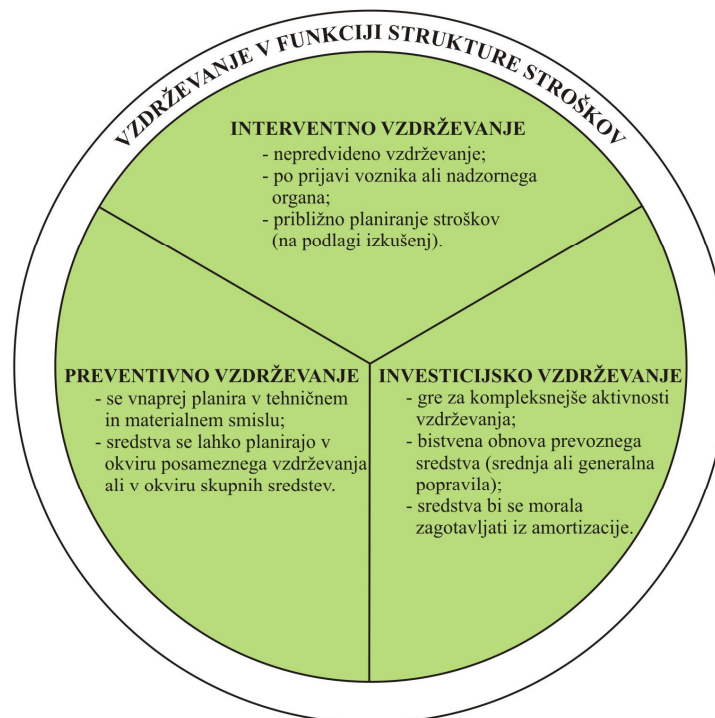 VZDRŽEVANJE V FUNKCIJI STRUKTURE STROŠKOV
INTERVENTNO VZDRŽEVANJE
- nepredvideno vzdrževanje;
- po prijavi voznika ali nadzornega
organa;
- približno planiranje stroškov
(na podlagi izkušenj).
PREVENTIVNO VZDRŽEVANJE
- se vnaprej planira v tehničnem
in materialnem smislu;
- sredstva se lahko planirajo v
okviru posameznega vzdrževanja
ali v okviru skupnih sredstev.
INVESTICIJSKO VZDRŽEVANJE
- gre za kompleksnejše aktivnosti
vzdrževanja;
- bistvena obnova prevoznega
sredstva (srednja ali generalna
popravila);
- sredstva bi se morala
zagotavljati iz amortizacije.